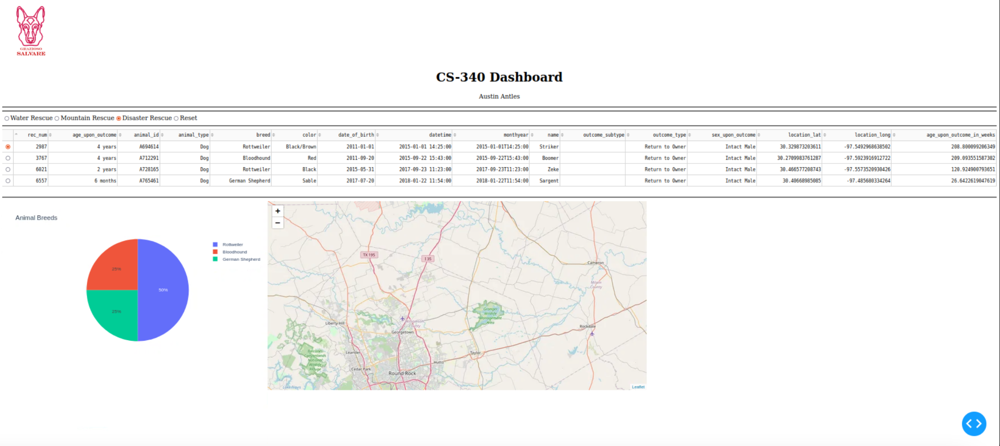 GRAZIOSO
SALVARE
CS-340 Dashboard
Austin Antles
Water Rescue Mountain Rescue Disaster Rescue Reset
rec_num age_upon_outcome animal_id animal_type breed color date_of_birth datetime monthyear name outcome_subtype outcome_type sex_upon_outcome location_lat location_long age_upon_outcome_in_weeks
2987 4 years A694614 Dog Rottweiler Black/Brown 2011-01-01 2015-01-01 14:25:00 2015-01-01T14:25:00 Striker Return to Owner Intact Male 30.329873203611 -97.5492968638502 208.800099206349
3767 4 years A712291 Dog Bloodhound Red 2011-09-20 2015-09-22 15:43:00 2015-09-22T15:43:00 Boomer Return to Owner Intact Male 30.2709983761287 -97.5923916912722 209.093551587302
6021 2 years A728165 Dog Rottweiler Black 2015-05-31 2017-09-23 11:23:00 2017-09-23T11:23:00 Zeke Return to Owner Intact Male 30.466577208743 -97.5573520930426 120.924900793651
6557 6 months A765461 Dog German Shepherd Sable 2017-07-20 2018-01-22 11:54:00 2018-01-22T11:54:00 Sargent Return to Owner Intact Male 30.40668985085 -97.485680334264 26.6422619047619
Animal Breeds
Rottweiler
Bloodhound
German Shepherd
25%
50%
25%
+
−
TX 195
I 35
Cameron
Milam
County
Granger
Wildlife
Management
Area
Liberty Hill
Williamson
County
Georgetown
Rockdale
Balcones
Canyonlands
National
Wildlife
Refuge
Leander
Taylor
Hutto
Cedar Park
Round Rock
Lake Travis
Leaflet